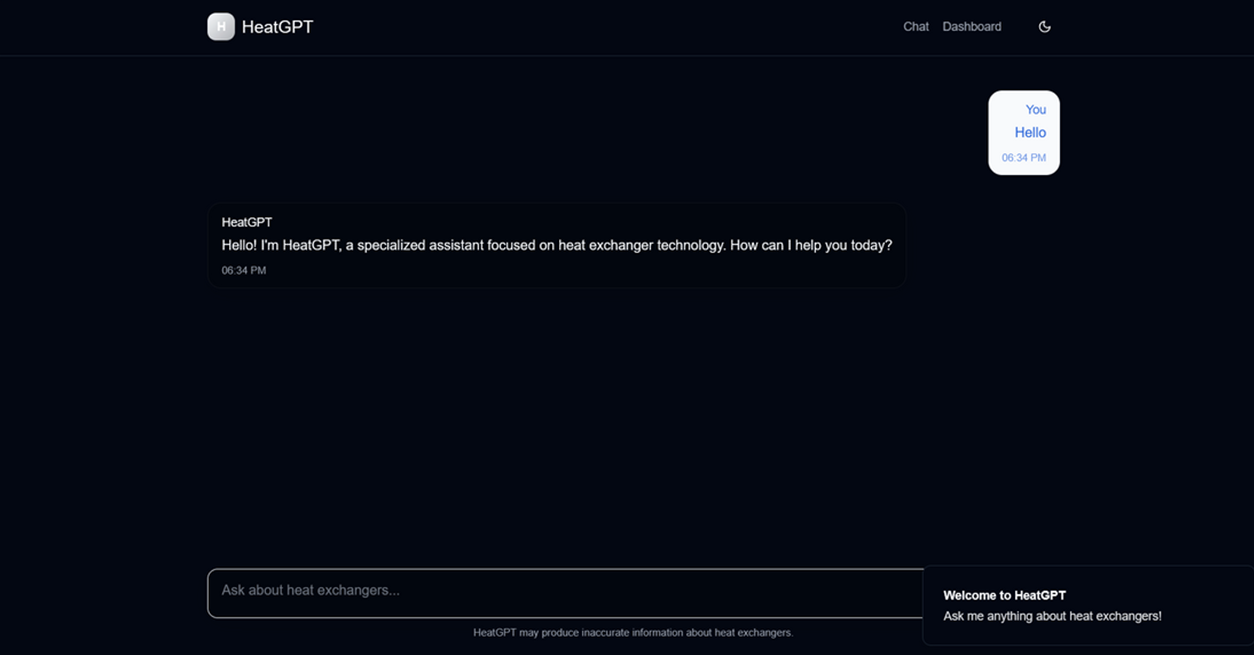 H HeatGPT
Chat Dashboard
You
Hello
06:34 PM
HeatGPT
Hello! I'm HeatGPT, a specialized assistant focused on heat exchanger technology. How can I help you today?
06:34 PM
Ask about heat exchangers...
HeatGPT may produce inaccurate information about heat exchangers.
Welcome to HeatGPT
Ask me anything about heat exchangers!